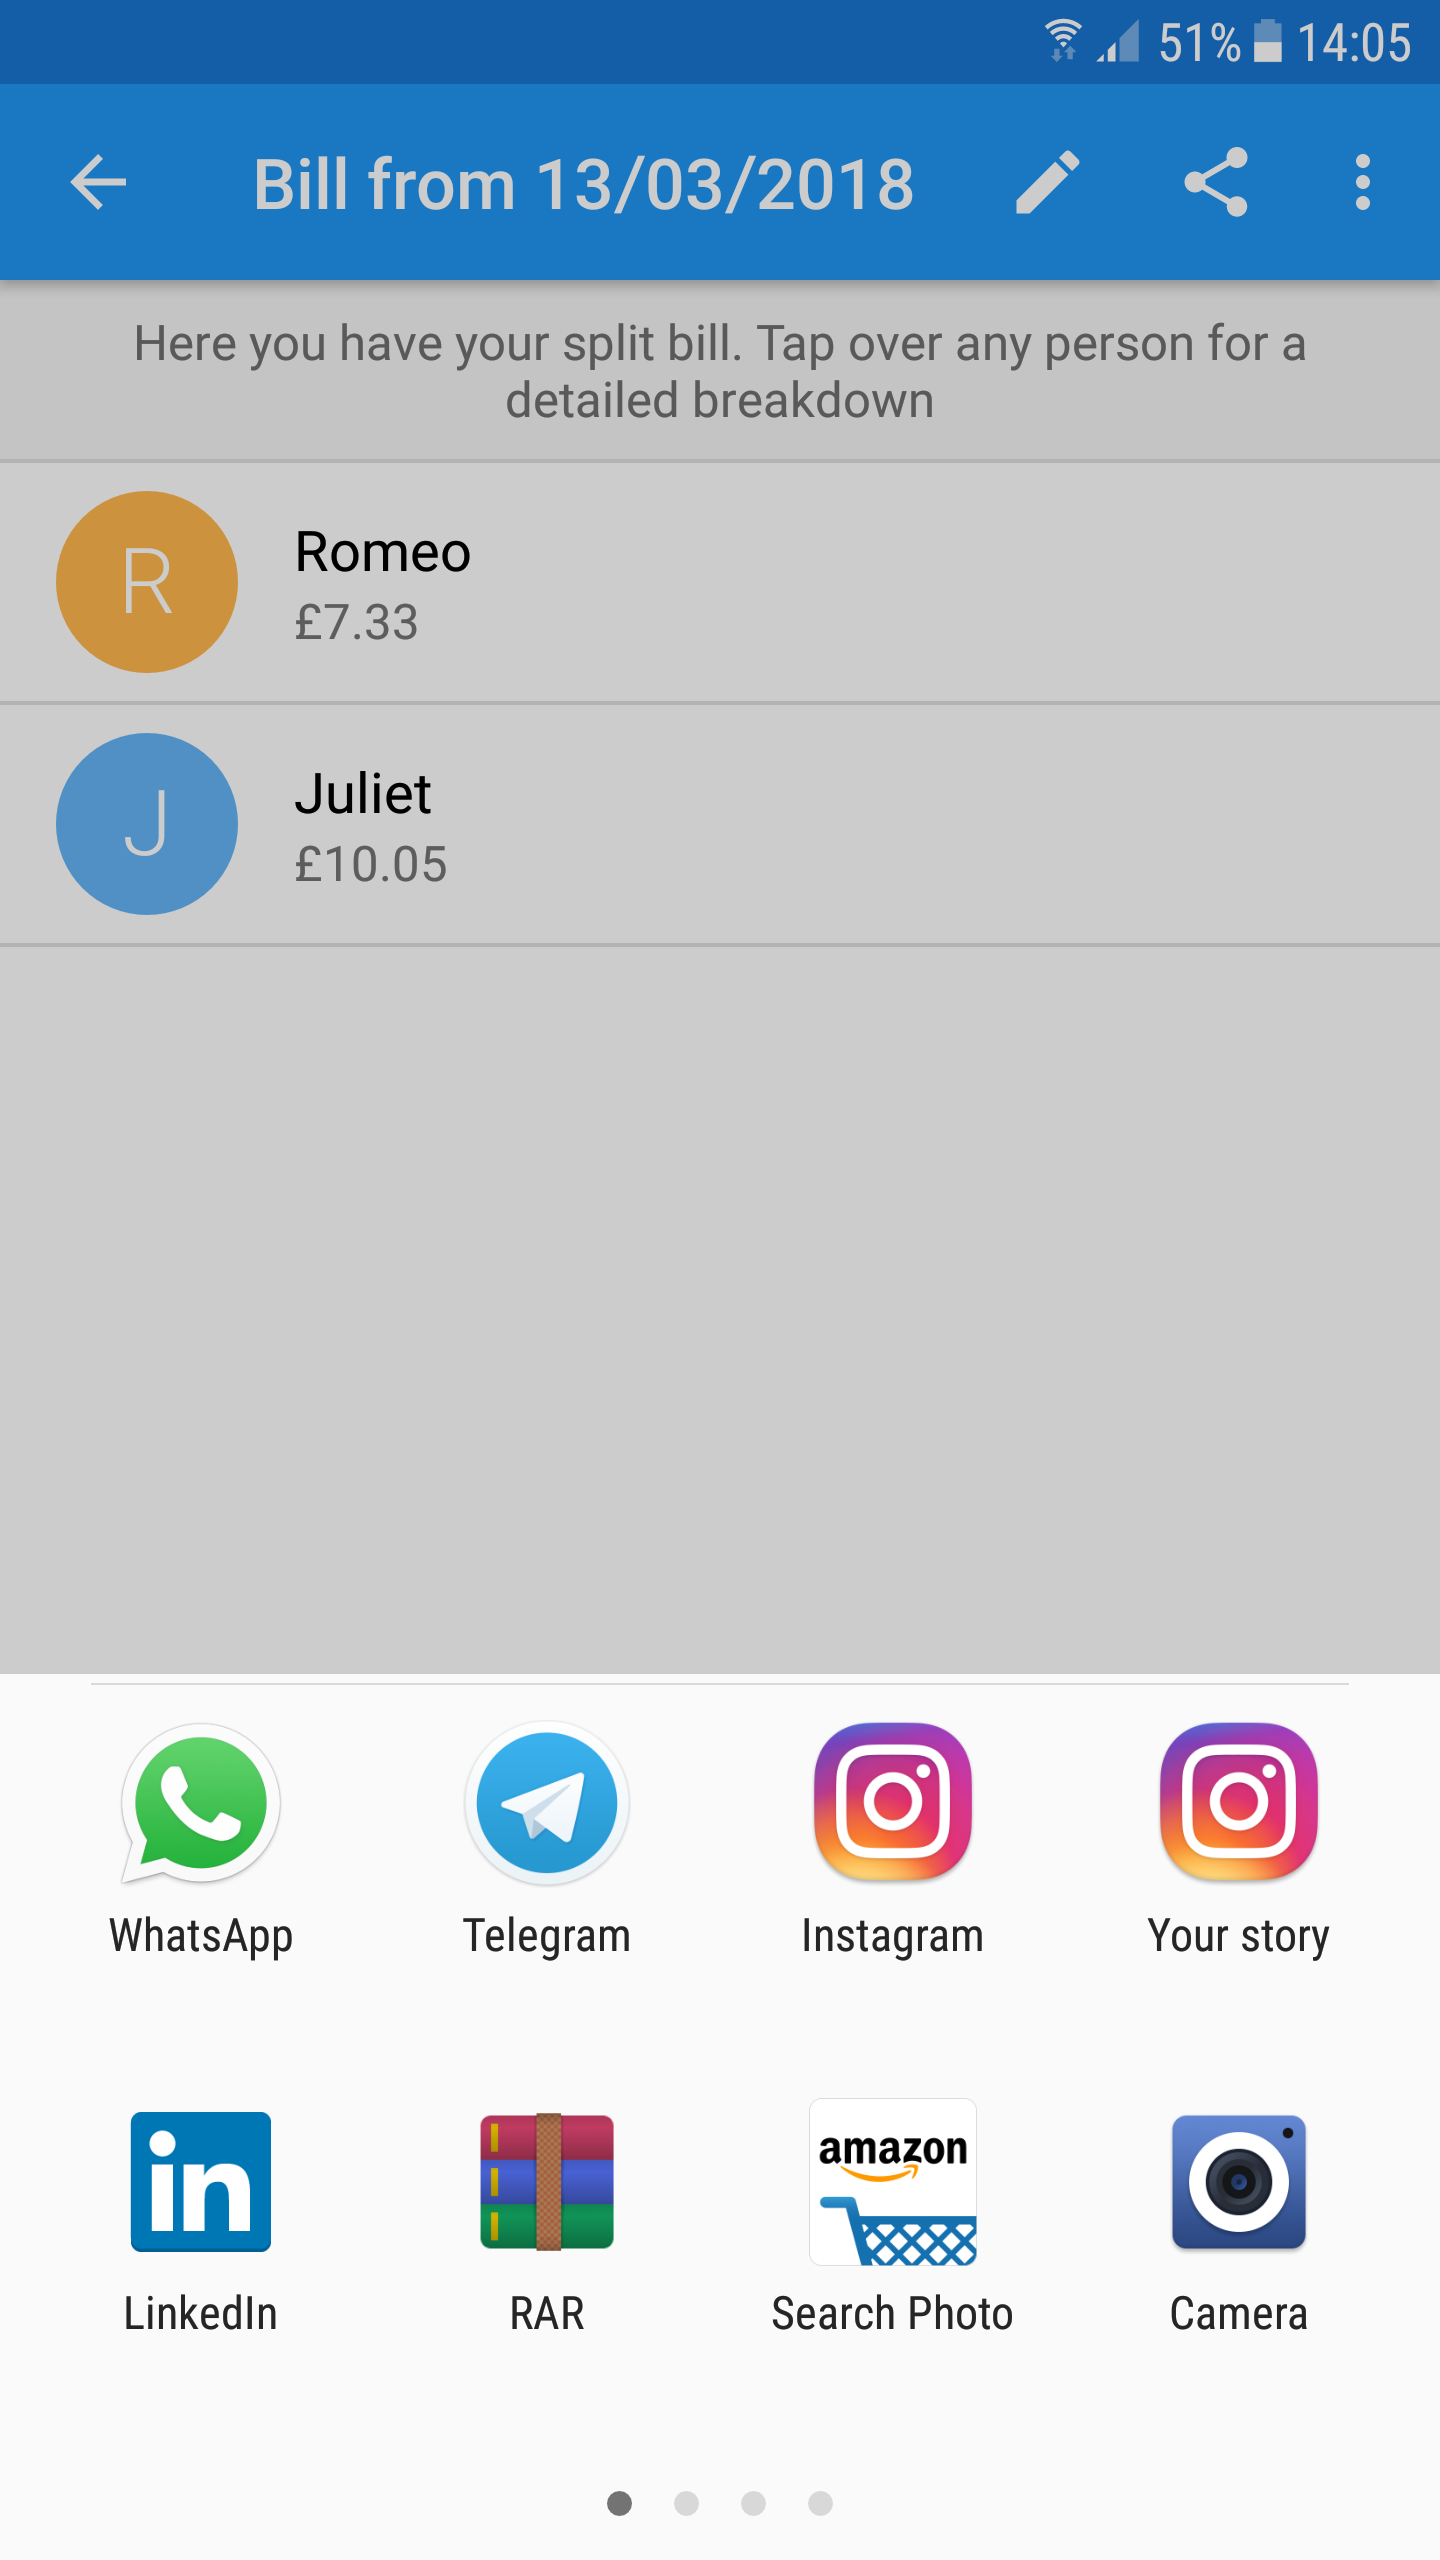 51% 14:05
Bill from 13/03/2018
Here you have your split bill. Tap over any person for a
detailed breakdown
R
Romeo
£7.33
J
Juliet
£10.05
WhatsApp
Telegram
Instagram
Your story
in
amazon
LinkedIn
RAR
Search Photo
Camera